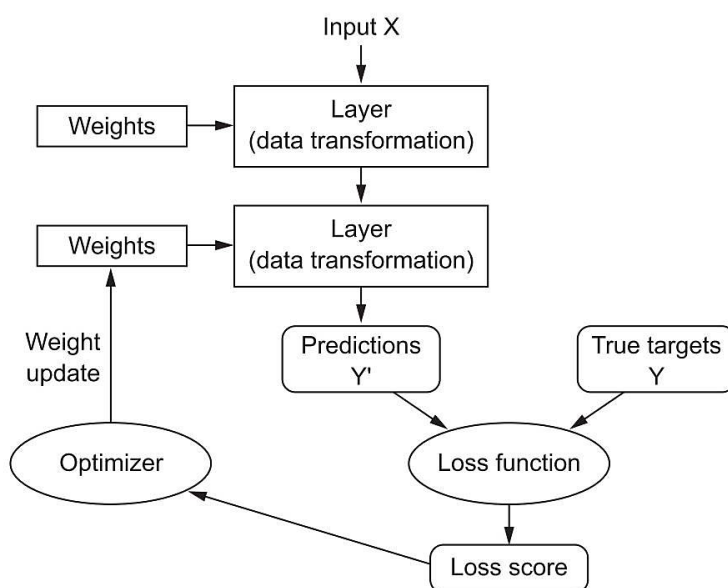 Input X
Weights
Layer
(data transformation)
Weights
Layer
(data transformation)
Weight
update
Predictions
Y'
True targets
Y
Optimizer
Loss function
Loss score